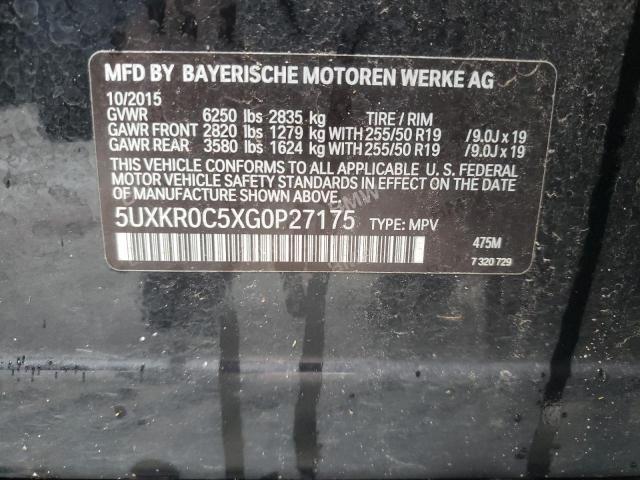 MFD BY BAYERISCHE MOTOREN WERKE AG
10/2015
GVWR 6250 lbs 2835 kg TIRE / RIM
GAWR FRONT 2820 lbs 1279 kg WITH 255/50 R19 /9.0J x 19
GAWR REAR 3580 lbs 1624 kg WITH 255/50 R19 /9.0J x 19
THIS VEHICLE CONFORMS TO ALL APPLICABLE U. S. FEDERAL
MOTOR VEHICLE SAFETY STANDARDS IN EFFECT ON THE DATE
OF MANUFACTURE SHOWN ABOVE.
5UXKR0C5XG0P27175 TYPE: MPV
475M
7 320 729
BMW